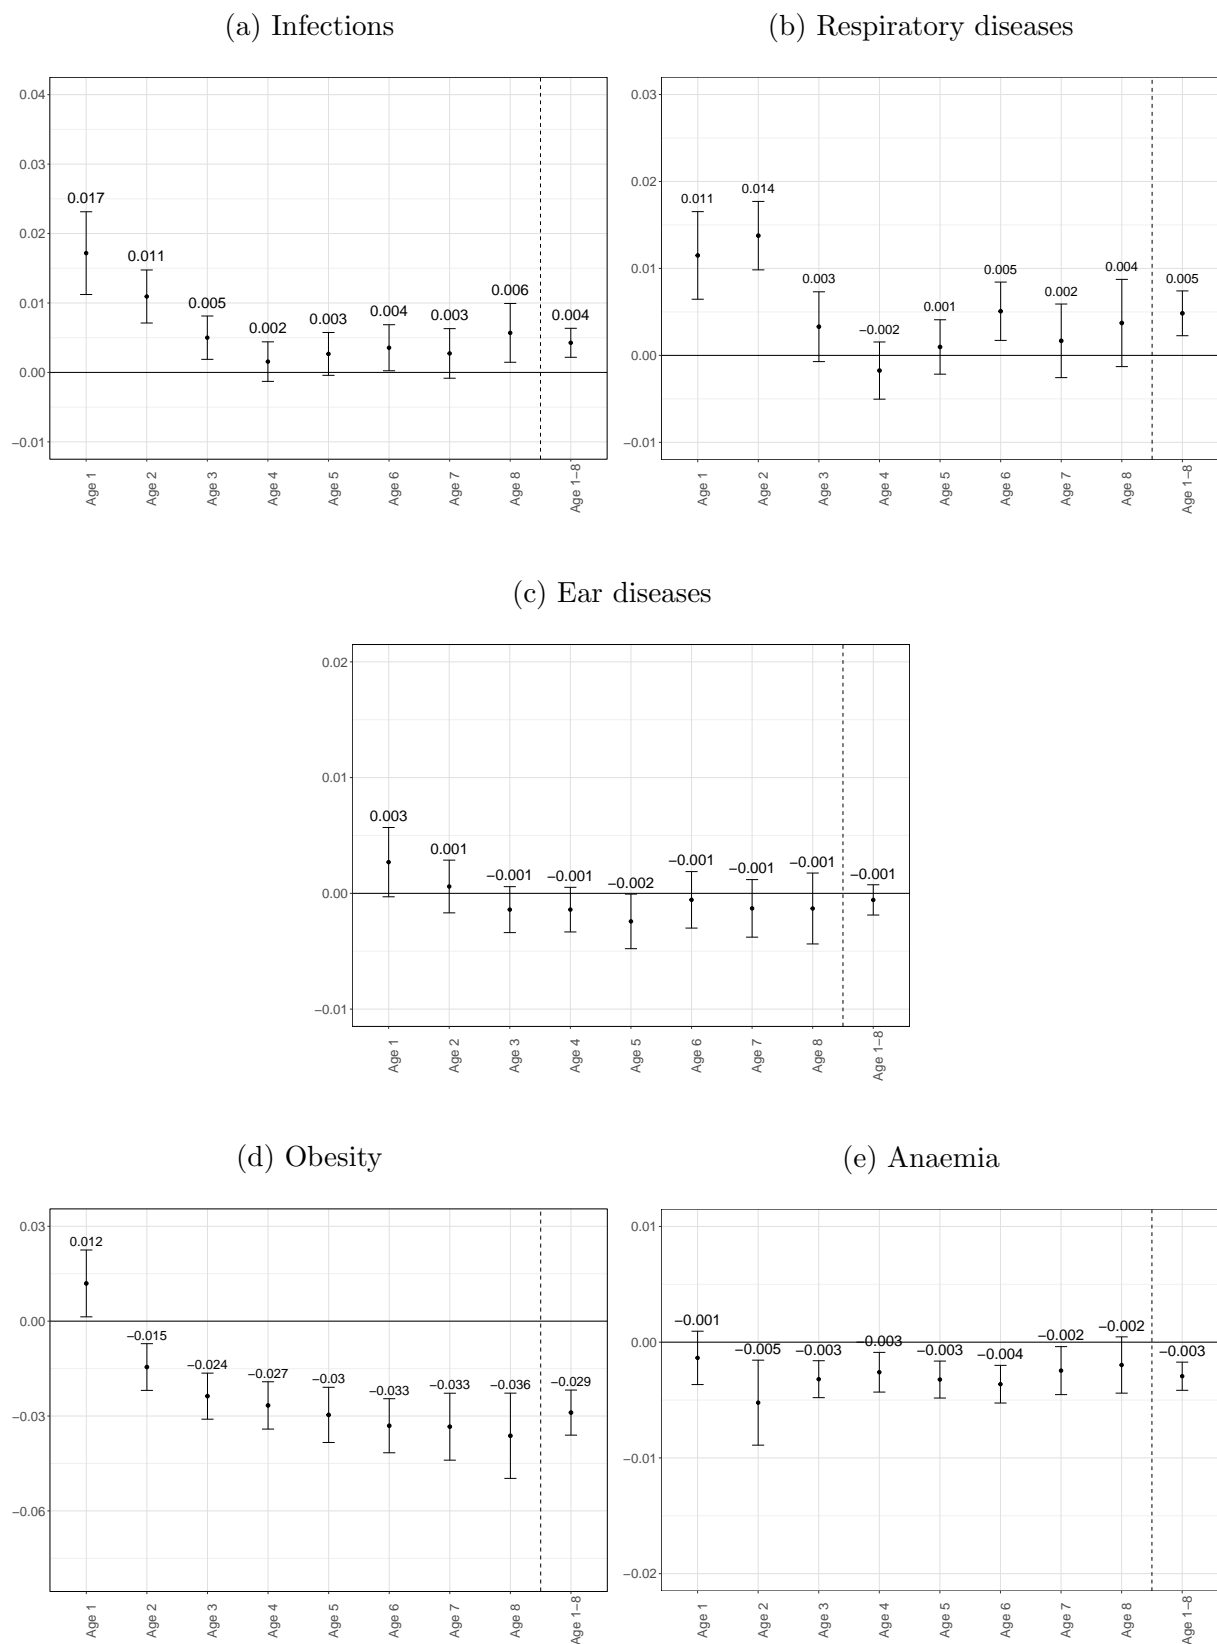 (a) Infections
0.04
0.03
0.02
0.01
0.00
−0.01
0.017
0.011
0.005
0.002
0.003
0.004
0.003
0.006
0.004
Age 1
Age 2
Age 3
Age 4
Age 5
Age 6
Age 7
Age 8
Age 1−8
(b) Respiratory diseases
0.03
0.02
0.01
0.00
−0.01
0.011
0.014
0.003
−0.002
0.001
0.005
0.002
0.004
0.005
Age 1
Age 2
Age 3
Age 4
Age 5
Age 6
Age 7
Age 8
Age 1−8
(c) Ear diseases
0.02
0.01
0.00
−0.01
0.003
0.001
−0.001
−0.001
−0.002
−0.001
−0.001
−0.001
−0.001
Age 1
Age 2
Age 3
Age 4
Age 5
Age 6
Age 7
Age 8
Age 1−8
(d) Obesity
0.03
0.00
−0.03
−0.06
0.012
−0.015
−0.024
−0.027
−0.03
−0.033
−0.033
−0.036
−0.029
Age 1
Age 2
Age 3
Age 4
Age 5
Age 6
Age 7
Age 8
Age 1−8
(e) Anaemia
0.01
0.00
−0.01
−0.02
−0.001
−0.005
−0.003
−0.003
−0.003
−0.004
−0.002
−0.002
−0.003
Age 1
Age 2
Age 3
Age 4
Age 5
Age 6
Age 7
Age 8
Age 1−8